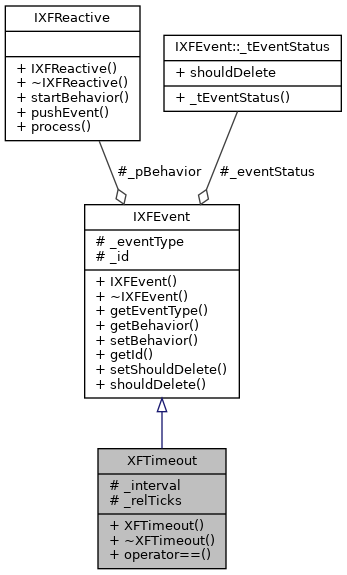 IXFReactive
+ IXFReactive()
+ ~IXFReactive()
+ startBehavior()
+ pushEvent()
+ process()
IXFEvent::_tEventStatus
+ shouldDelete
+ _tEventStatus()
#_pBehavior
#_eventStatus
IXFEvent
# _eventType
# _id
+ IXFEvent()
+ ~IXFEvent()
+ getEventType()
+ getBehavior()
+ setBehavior()
+ getId()
+ setShouldDelete()
+ shouldDelete()
XFTimeout
# _interval
# _relTicks
+ XFTimeout()
+ ~XFTimeout()
+ operator==()